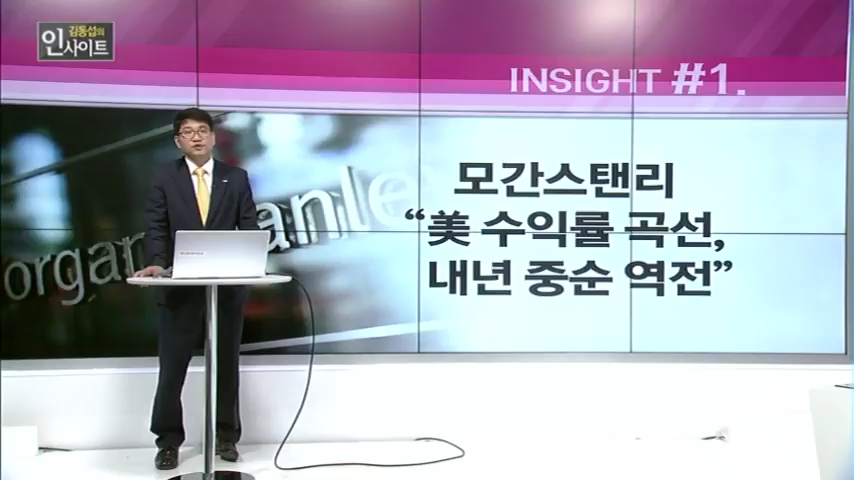 김동섭의
인사이트
INSIGHT #1.
모간스탠리
“美 수익률 곡선,
내년 중순 역전”
organ
anle